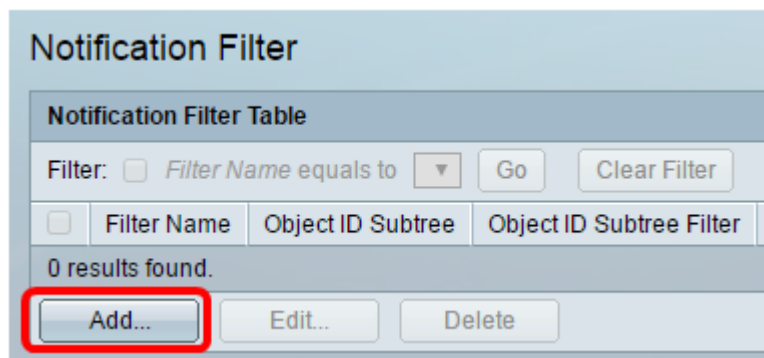 Notification Filter
Notification Filter Table
Filter: Filter Name equals to Go Clear Filter
Filter Name Object ID Subtree Object ID Subtree Filter
0 results found.
Add... Edit... Delete